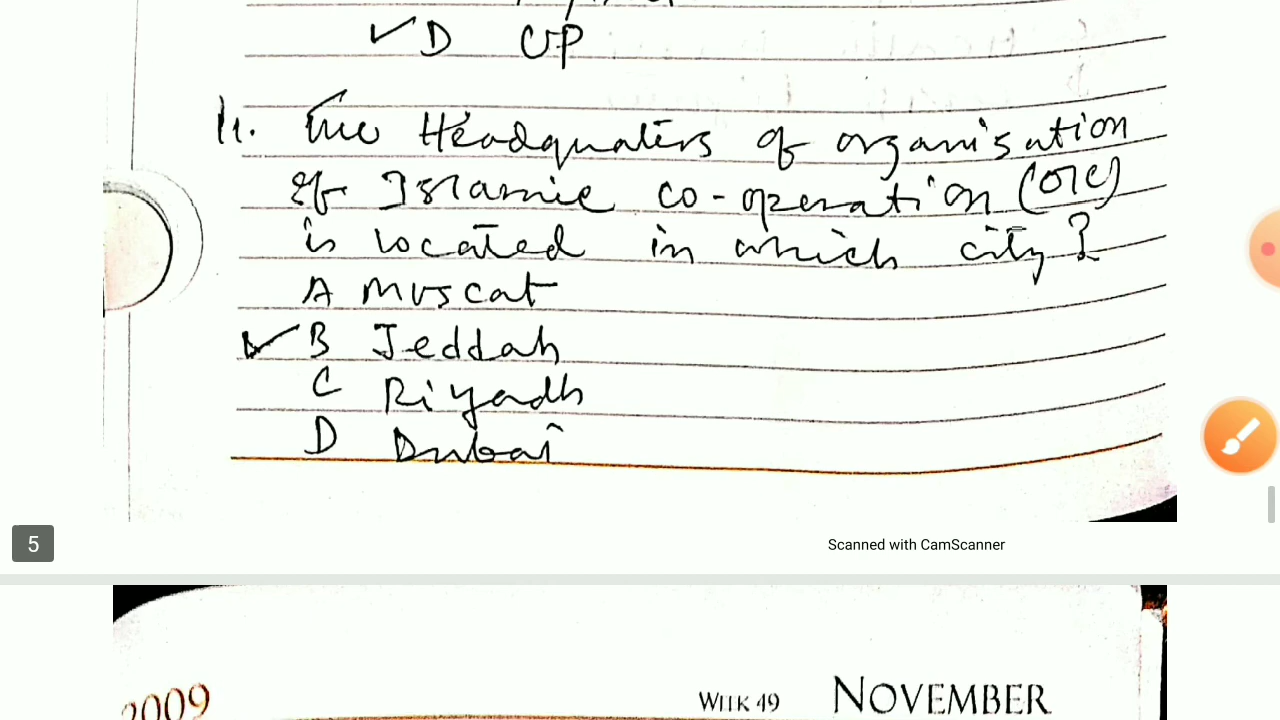 ✓ D UP
11. The Headquaters of organisation
of Islamic co-operation (OIC)
is located in which city?
A Muscat
✓ B Jeddah
C Riyadh
D Dubai
5
Scanned with CamScanner
2009 WEEK 49 NOVEMBER